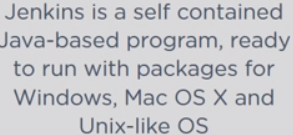 Jenkins is a self contained
Java-based program, ready
to run with packages for
Windows, Mac OS X and
Unix-like OS